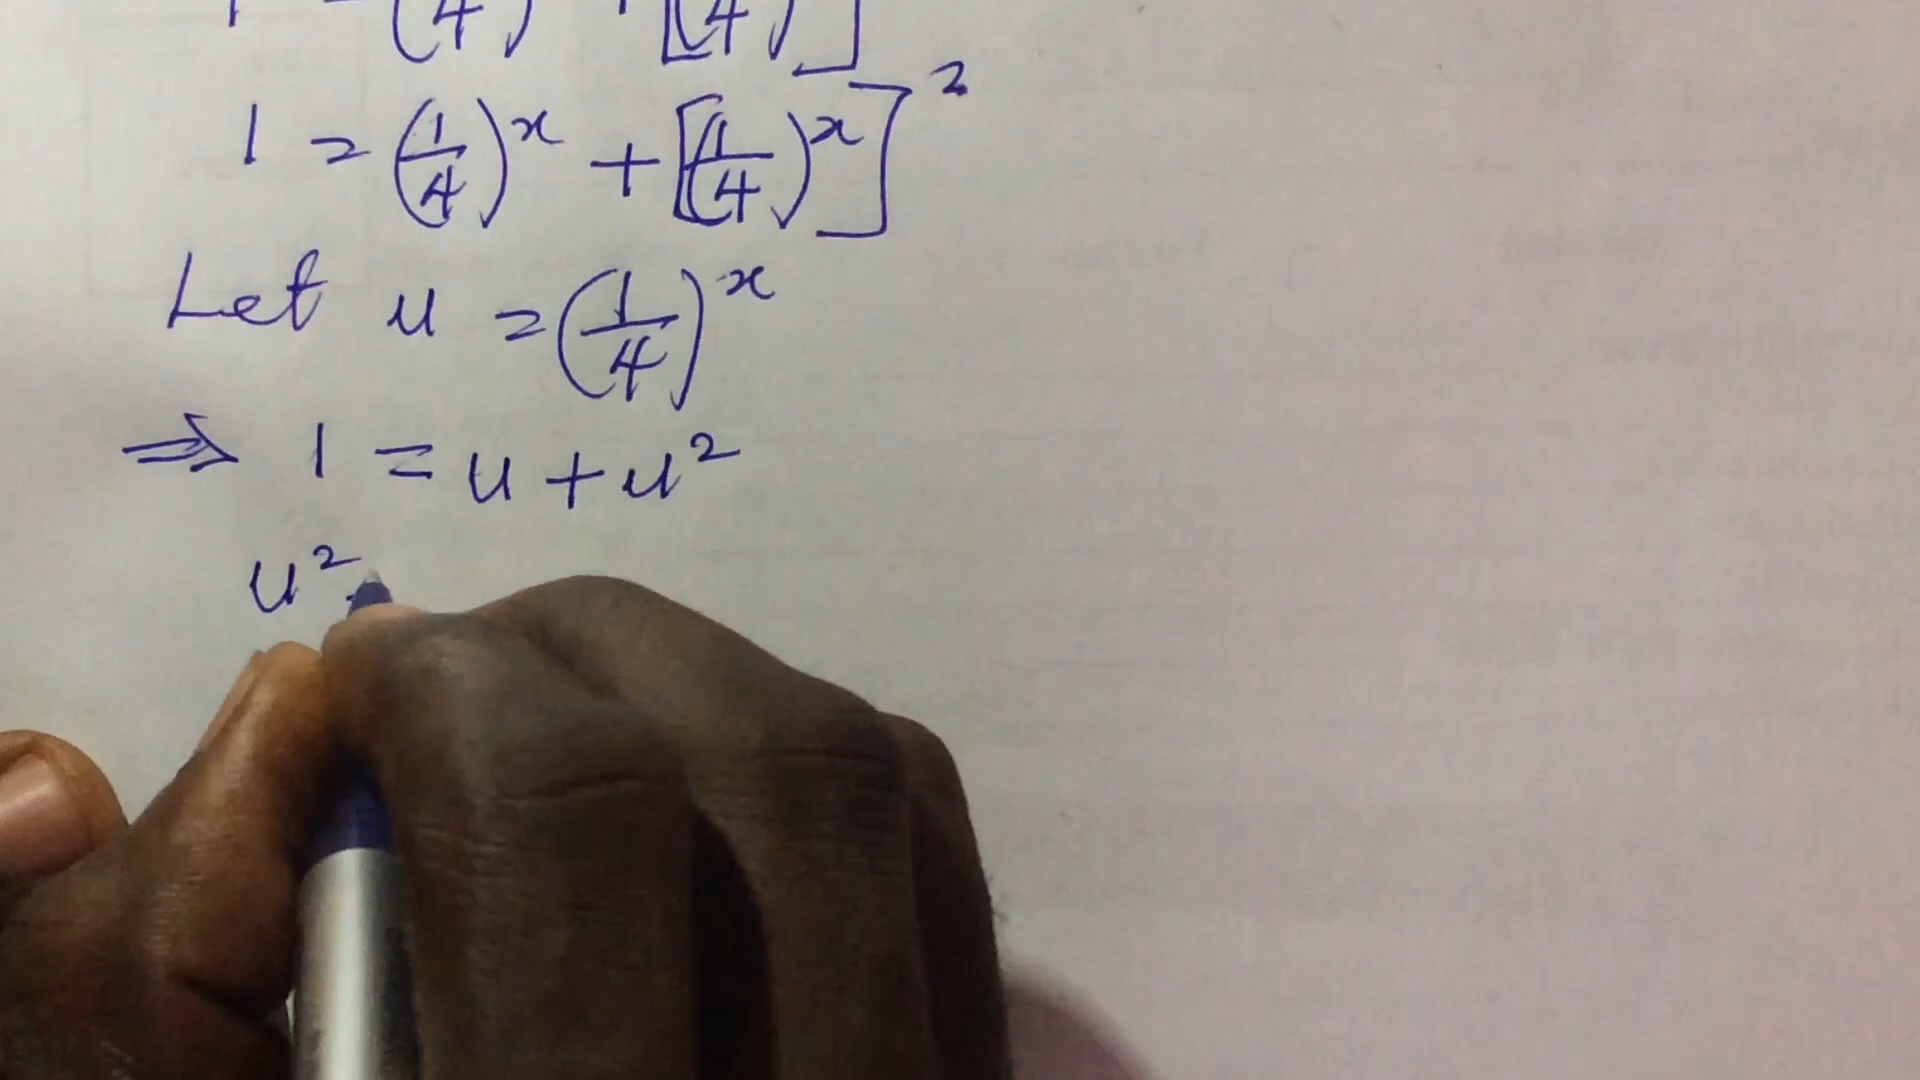 1 = (1/4)^x + [(1/4)^x]^2
Let u = (1/4)^x
⇒ 1 = u + u^2
u^2